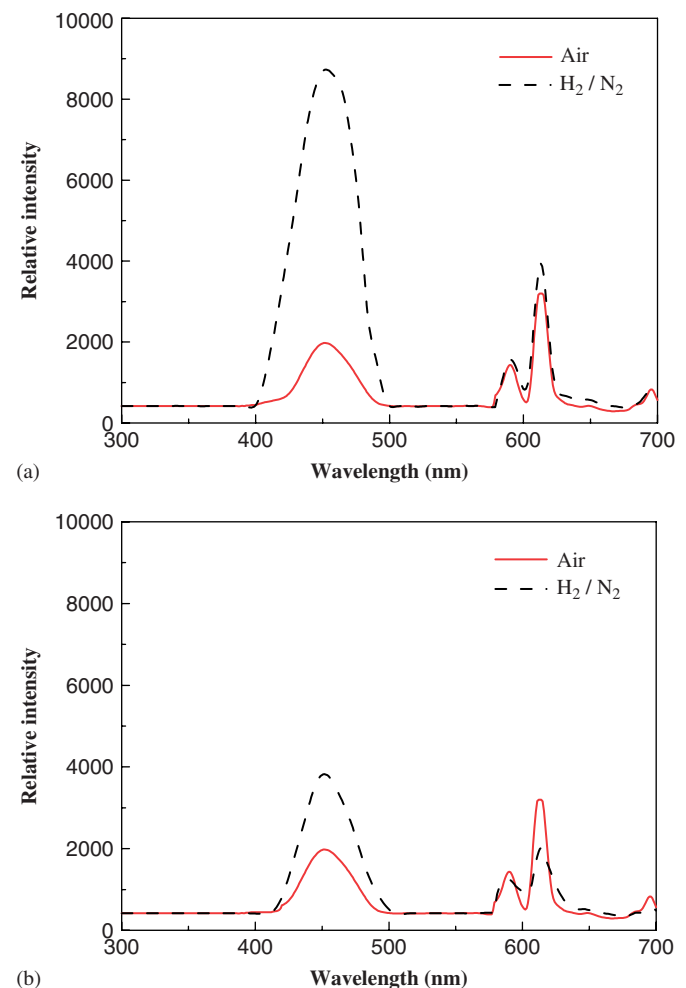 10000
8000
6000
4000
2000
0
Relative intensity
Air
H₂ / N₂
300 400 500 600 700
Wavelength (nm)
(a)
10000
8000
6000
4000
2000
0
Relative intensity
Air
H₂ / N₂
300 400 500 600 700
Wavelength (nm)
(b)